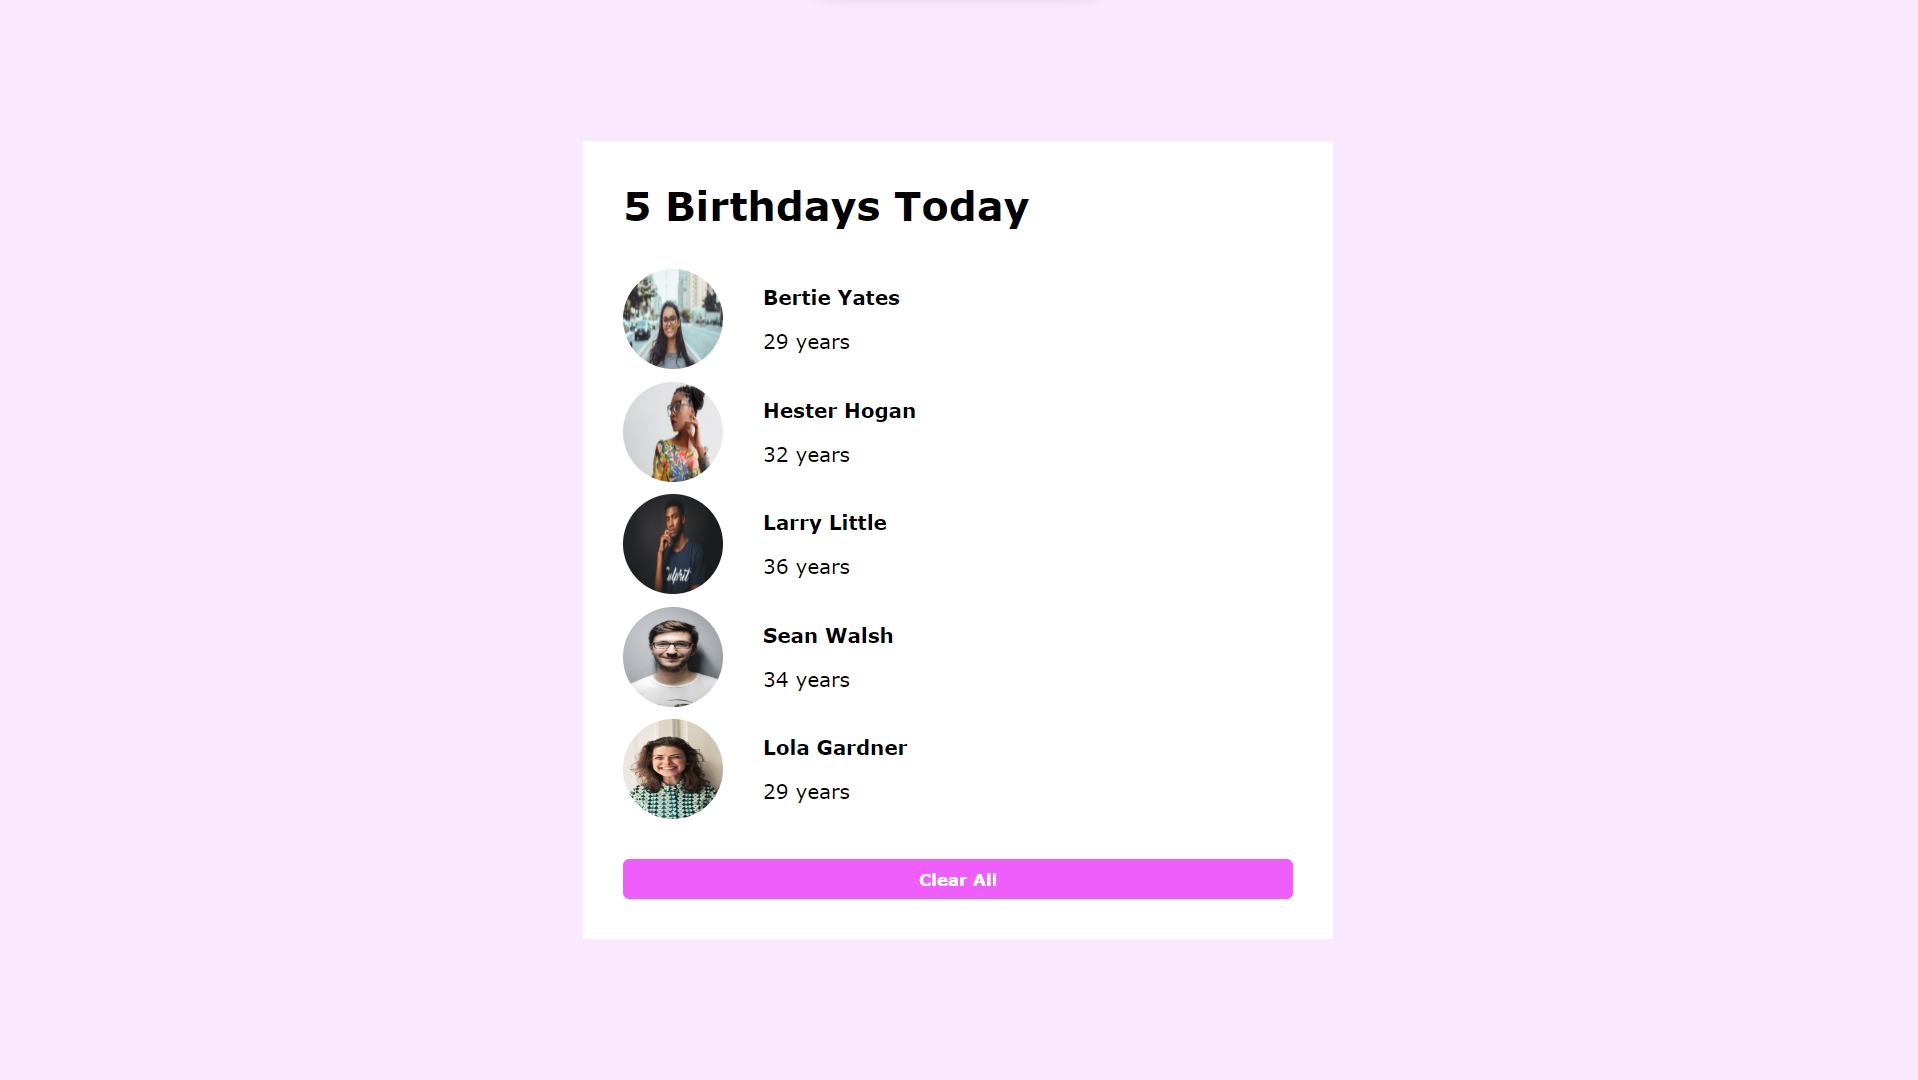 5 Birthdays Today
Bertie Yates
29 years
Hester Hogan
32 years
Larry Little
36 years
Sean Walsh
34 years
Lola Gardner
29 years
Clear All